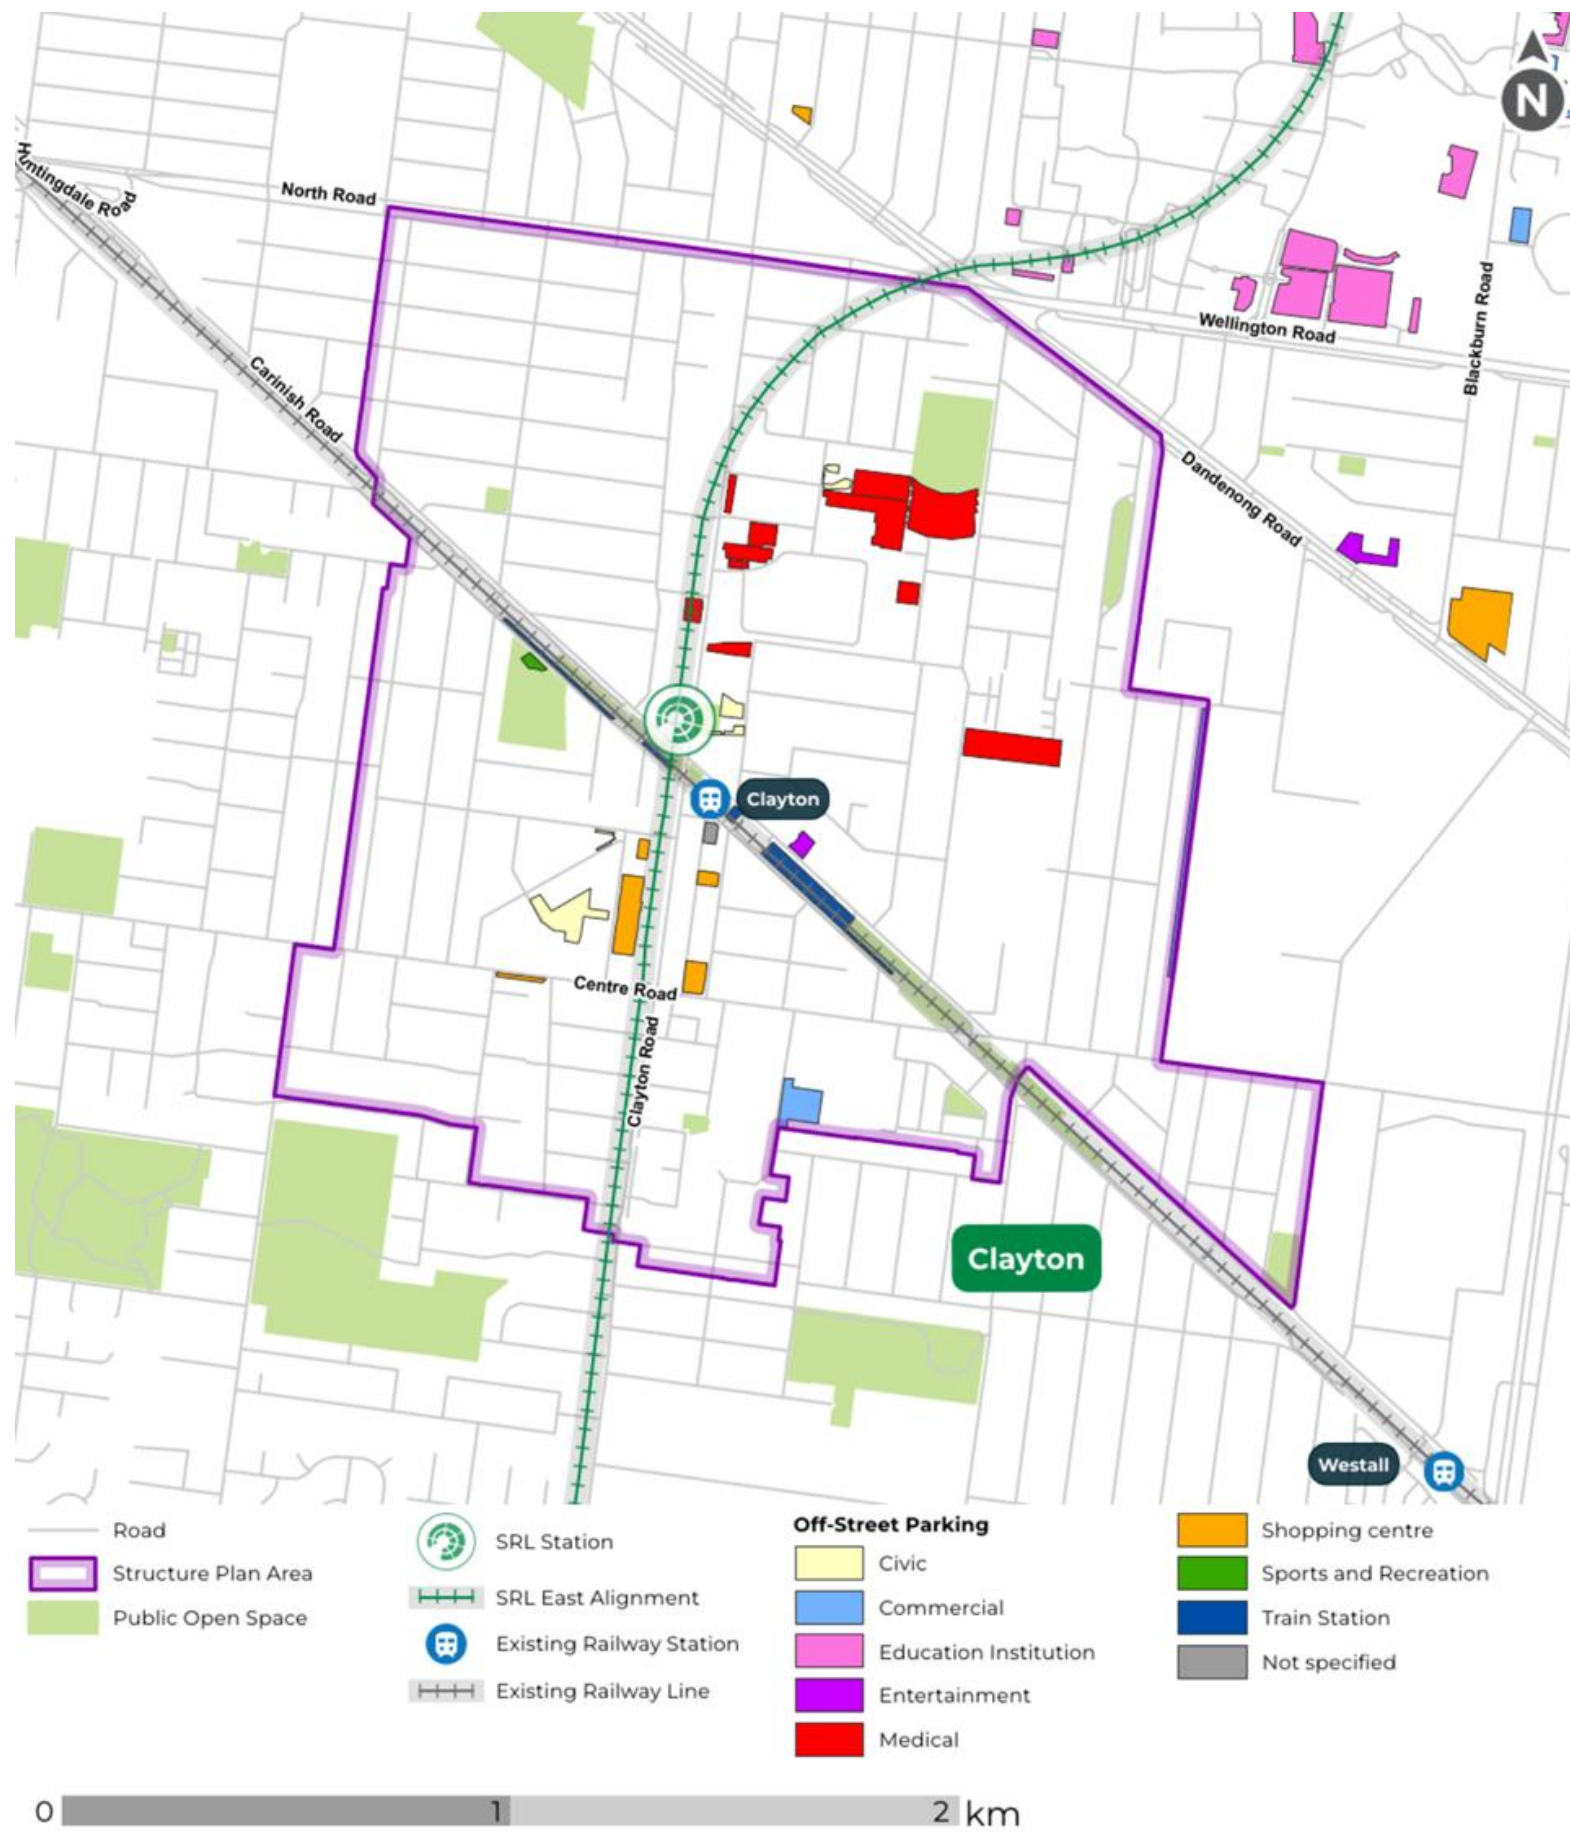 N
Huntingdale Road
North Road
Carinish Road
Wellington Road
Blackburn Road
Dandenong Road
Clayton
Centre Road
Clayton Road
Clayton
Westall
Road
Structure Plan Area
Public Open Space
SRL Station
SRL East Alignment
Existing Railway Station
Existing Railway Line
Off-Street Parking
Civic
Commercial
Education Institution
Entertainment
Medical
Shopping centre
Sports and Recreation
Train Station
Not specified
0 1 2 km